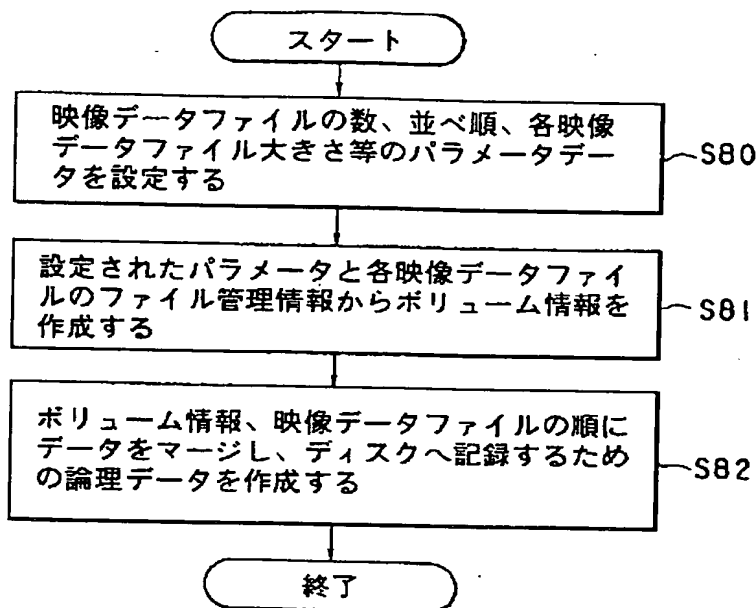 スタート
映像データファイルの数、並べ順、各映像
データファイル大きさ等のパラメータデー
タを設定する
S80
設定されたパラメータと各映像データファイ
ルのファイル管理情報からボリューム情報を
作成する
S81
ボリューム情報、映像データファイルの順に
データをマージし、ディスクへ記録するため
の論理データを作成する
S82
終了